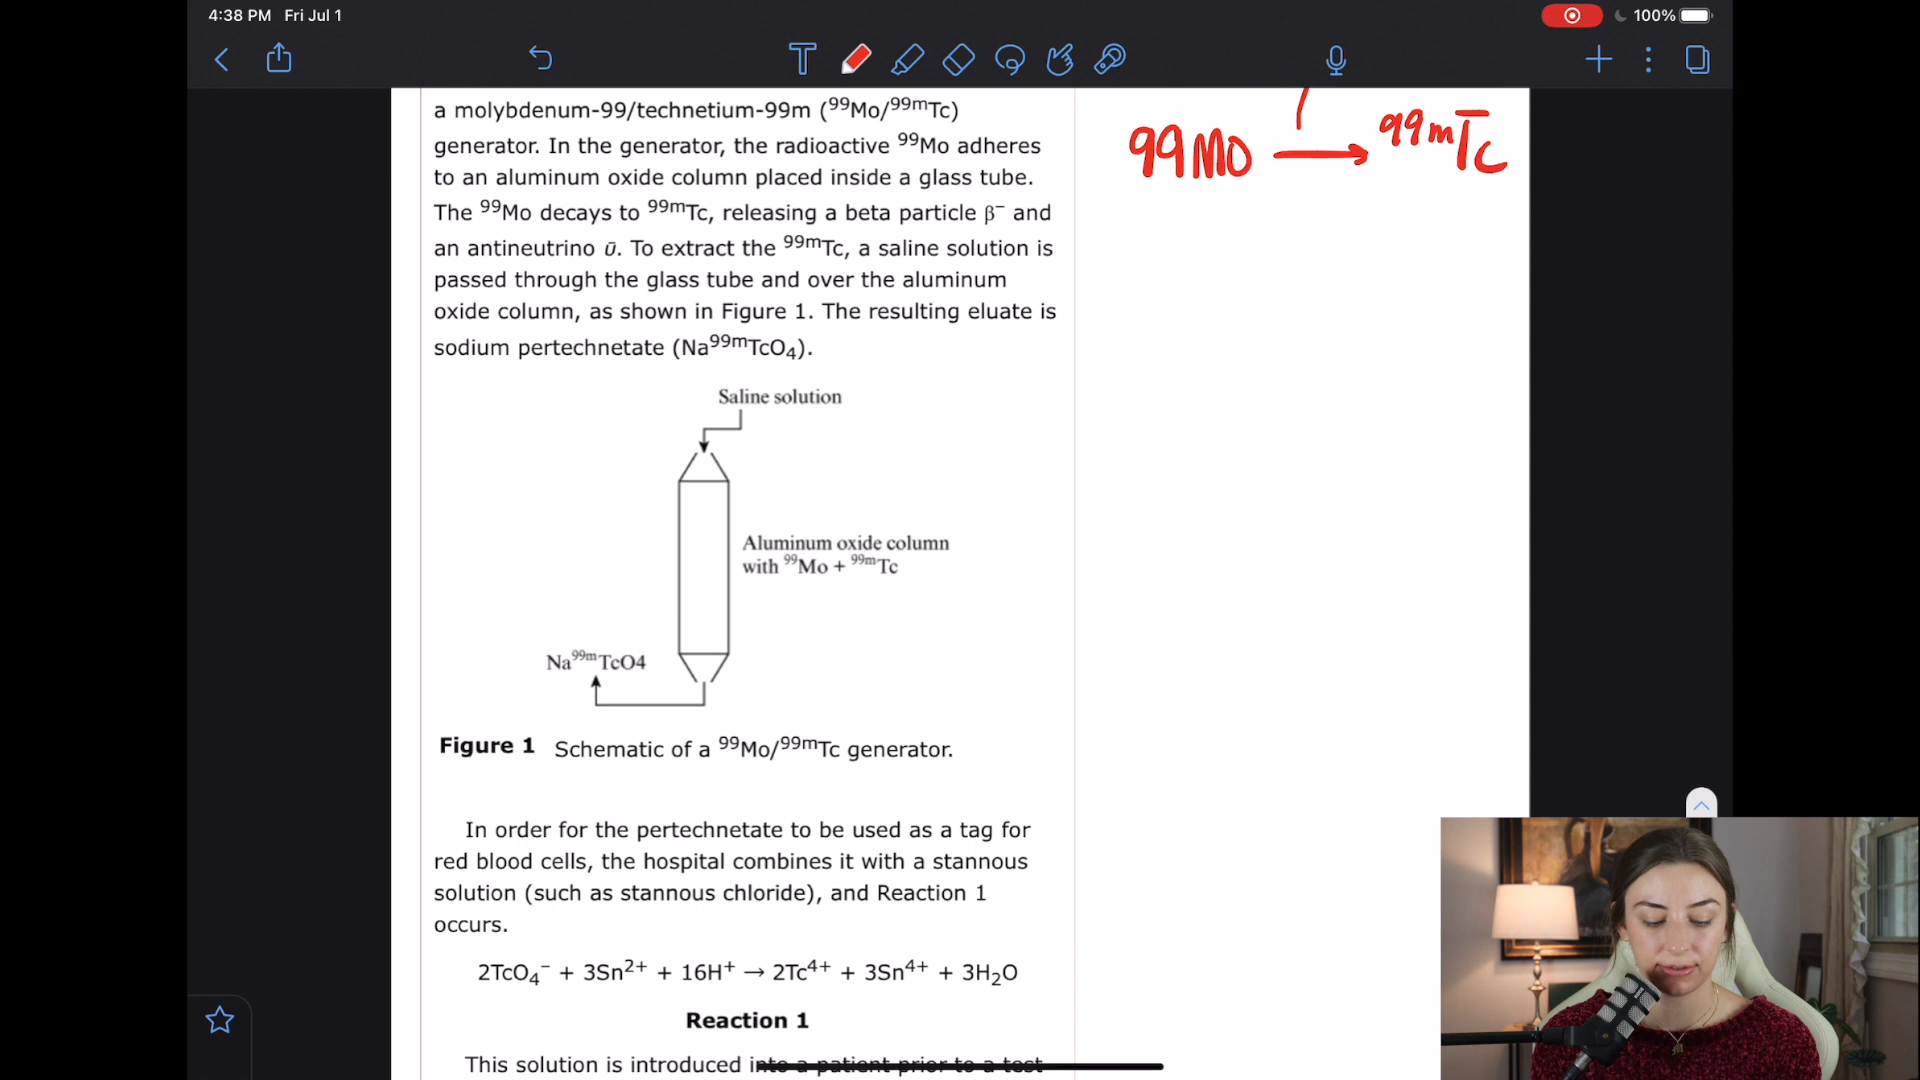 4:38 PM Fri Jul 1
100%
a molybdenum-99/technetium-99m (⁹⁹Mo/⁹⁹ᵐTc)
generator. In the generator, the radioactive ⁹⁹Mo adheres
to an aluminum oxide column placed inside a glass tube.
The ⁹⁹Mo decays to ⁹⁹ᵐTc, releasing a beta particle β⁻ and
an antineutrino ū. To extract the ⁹⁹ᵐTc, a saline solution is
passed through the glass tube and over the aluminum
oxide column, as shown in Figure 1. The resulting eluate is
sodium pertechnetate (Na⁹⁹ᵐTcO₄).
99Mo → 99mTc
Saline solution
Aluminum oxide column
with ⁹⁹Mo + ⁹⁹ᵐTc
Na⁹⁹ᵐTcO4
Figure 1 Schematic of a ⁹⁹Mo/⁹⁹ᵐTc generator.
In order for the pertechnetate to be used as a tag for
red blood cells, the hospital combines it with a stannous
solution (such as stannous chloride), and Reaction 1
occurs.
2TcO₄⁻ + 3Sn²⁺ + 16H⁺ → 2Tc⁴⁺ + 3Sn⁴⁺ + 3H₂O
Reaction 1
This solution is introduced into a patient prior to a test